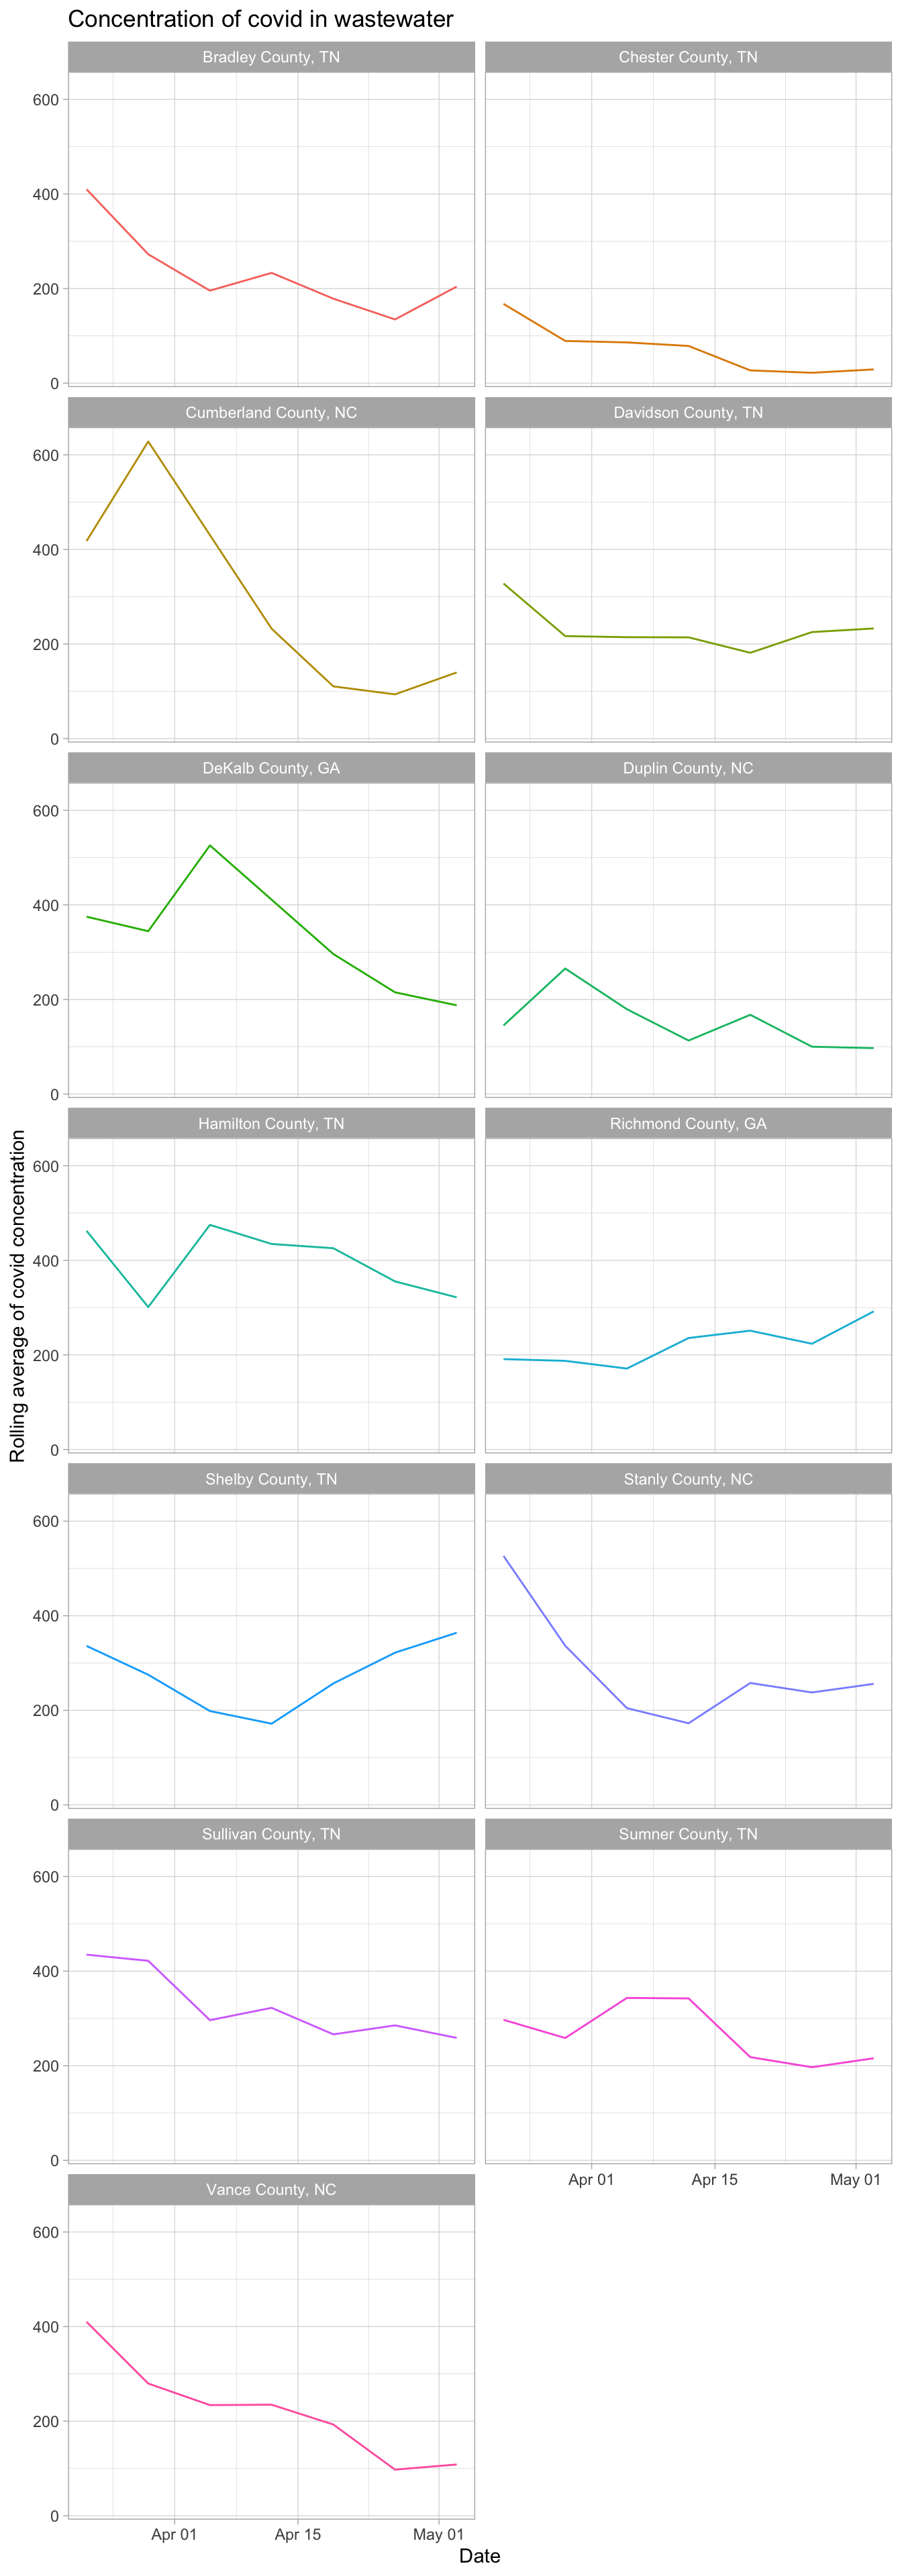 Concentration of covid in wastewater
Bradley County, TN
Chester County, TN
600
400
200
0
Cumberland County, NC
Davidson County, TN
600
400
200
0
DeKalb County, GA
Duplin County, NC
600
400
200
0
Hamilton County, TN
Richmond County, GA
600
400
200
0
Rolling average of covid concentration
Shelby County, TN
Stanly County, NC
600
400
200
0
Sullivan County, TN
Sumner County, TN
600
400
200
0
Apr 01 Apr 15 May 01
Vance County, NC
600
400
200
0
Apr 01 Apr 15 May 01
Date